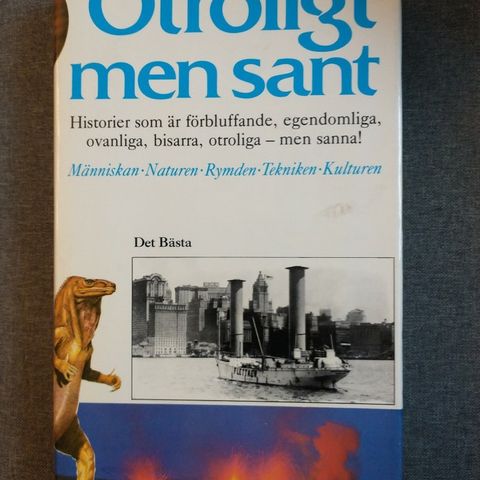 Otroligt
men sant
Historier som är förbluffande, egendomliga,
ovanliga, bisarra, otroliga – men sanna!
Människan·Naturen·Rymden·Tekniken·Kulturen
Det Bästa